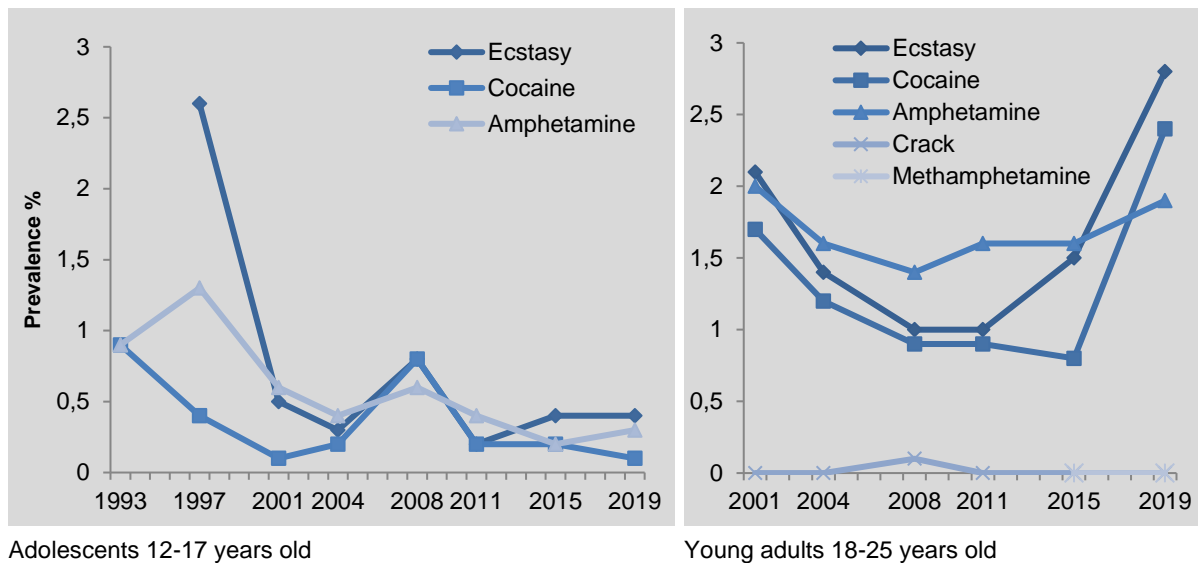 Prevalence %
3
2,5
2
1,5
1
0,5
0
1993 1997 2001 2004 2008 2011 2015 2019
Ecstasy
Cocaine
Amphetamine
Adolescents 12-17 years old
3
2,5
2
1,5
1
0,5
0
2001 2004 2008 2011 2015 2019
Ecstasy
Cocaine
Amphetamine
Crack
Methamphetamine
Young adults 18-25 years old